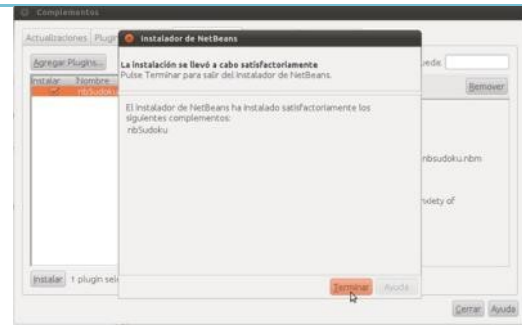 Complementos
Actualizaciones Plugin
Agregar Plugins...
Instalar Nombre
nbSudoku
Instalador de NetBeans
La instalación se llevó a cabo satisfactoriamente
Pulse Terminar para salir del instalador de NetBeans.
El instalador de NetBeans ha instalado satisfactoriamente los
siguientes complementos:
nbSudoku
Remover
nbsudoku.nbm
Instalar 1 plugin sele
Terminar Ayuda
Cerrar Ayuda